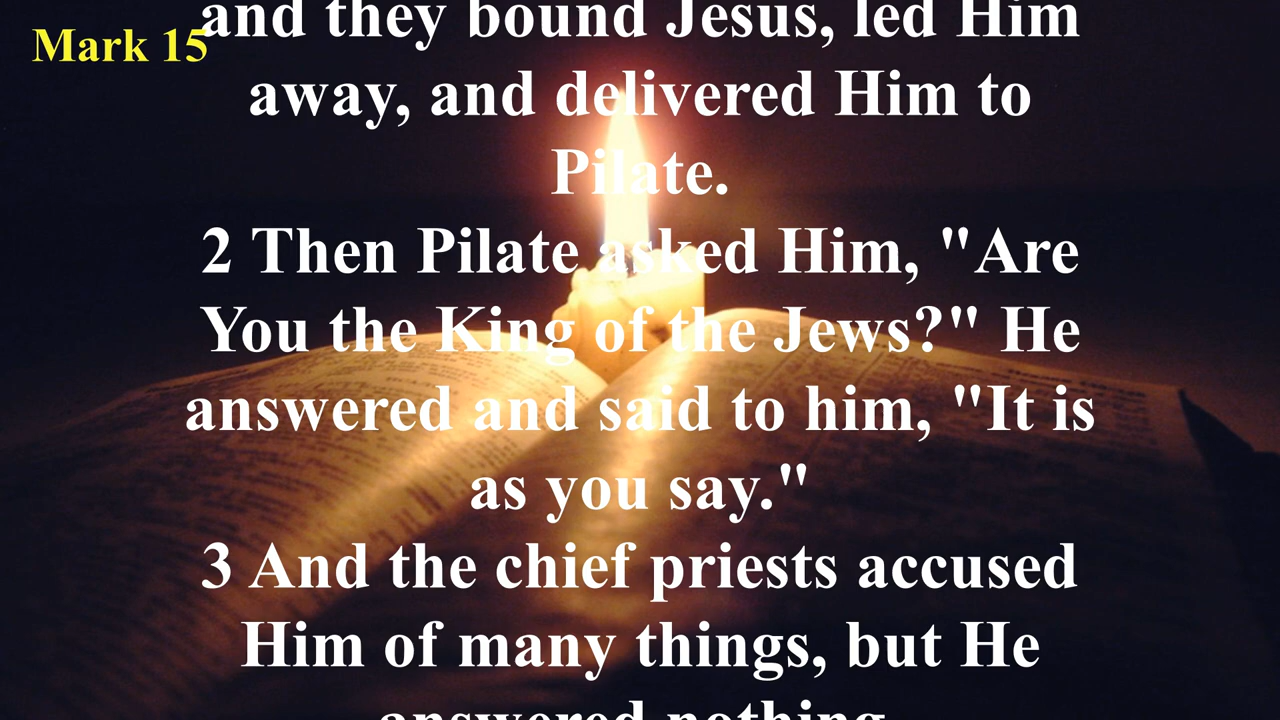 Mark 15
and they bound Jesus, led Him
away, and delivered Him to
Pilate.
2 Then Pilate asked Him, "Are
You the King of the Jews?" He
answered and said to him, "It is
as you say."
3 And the chief priests accused
Him of many things, but He
answered nothing